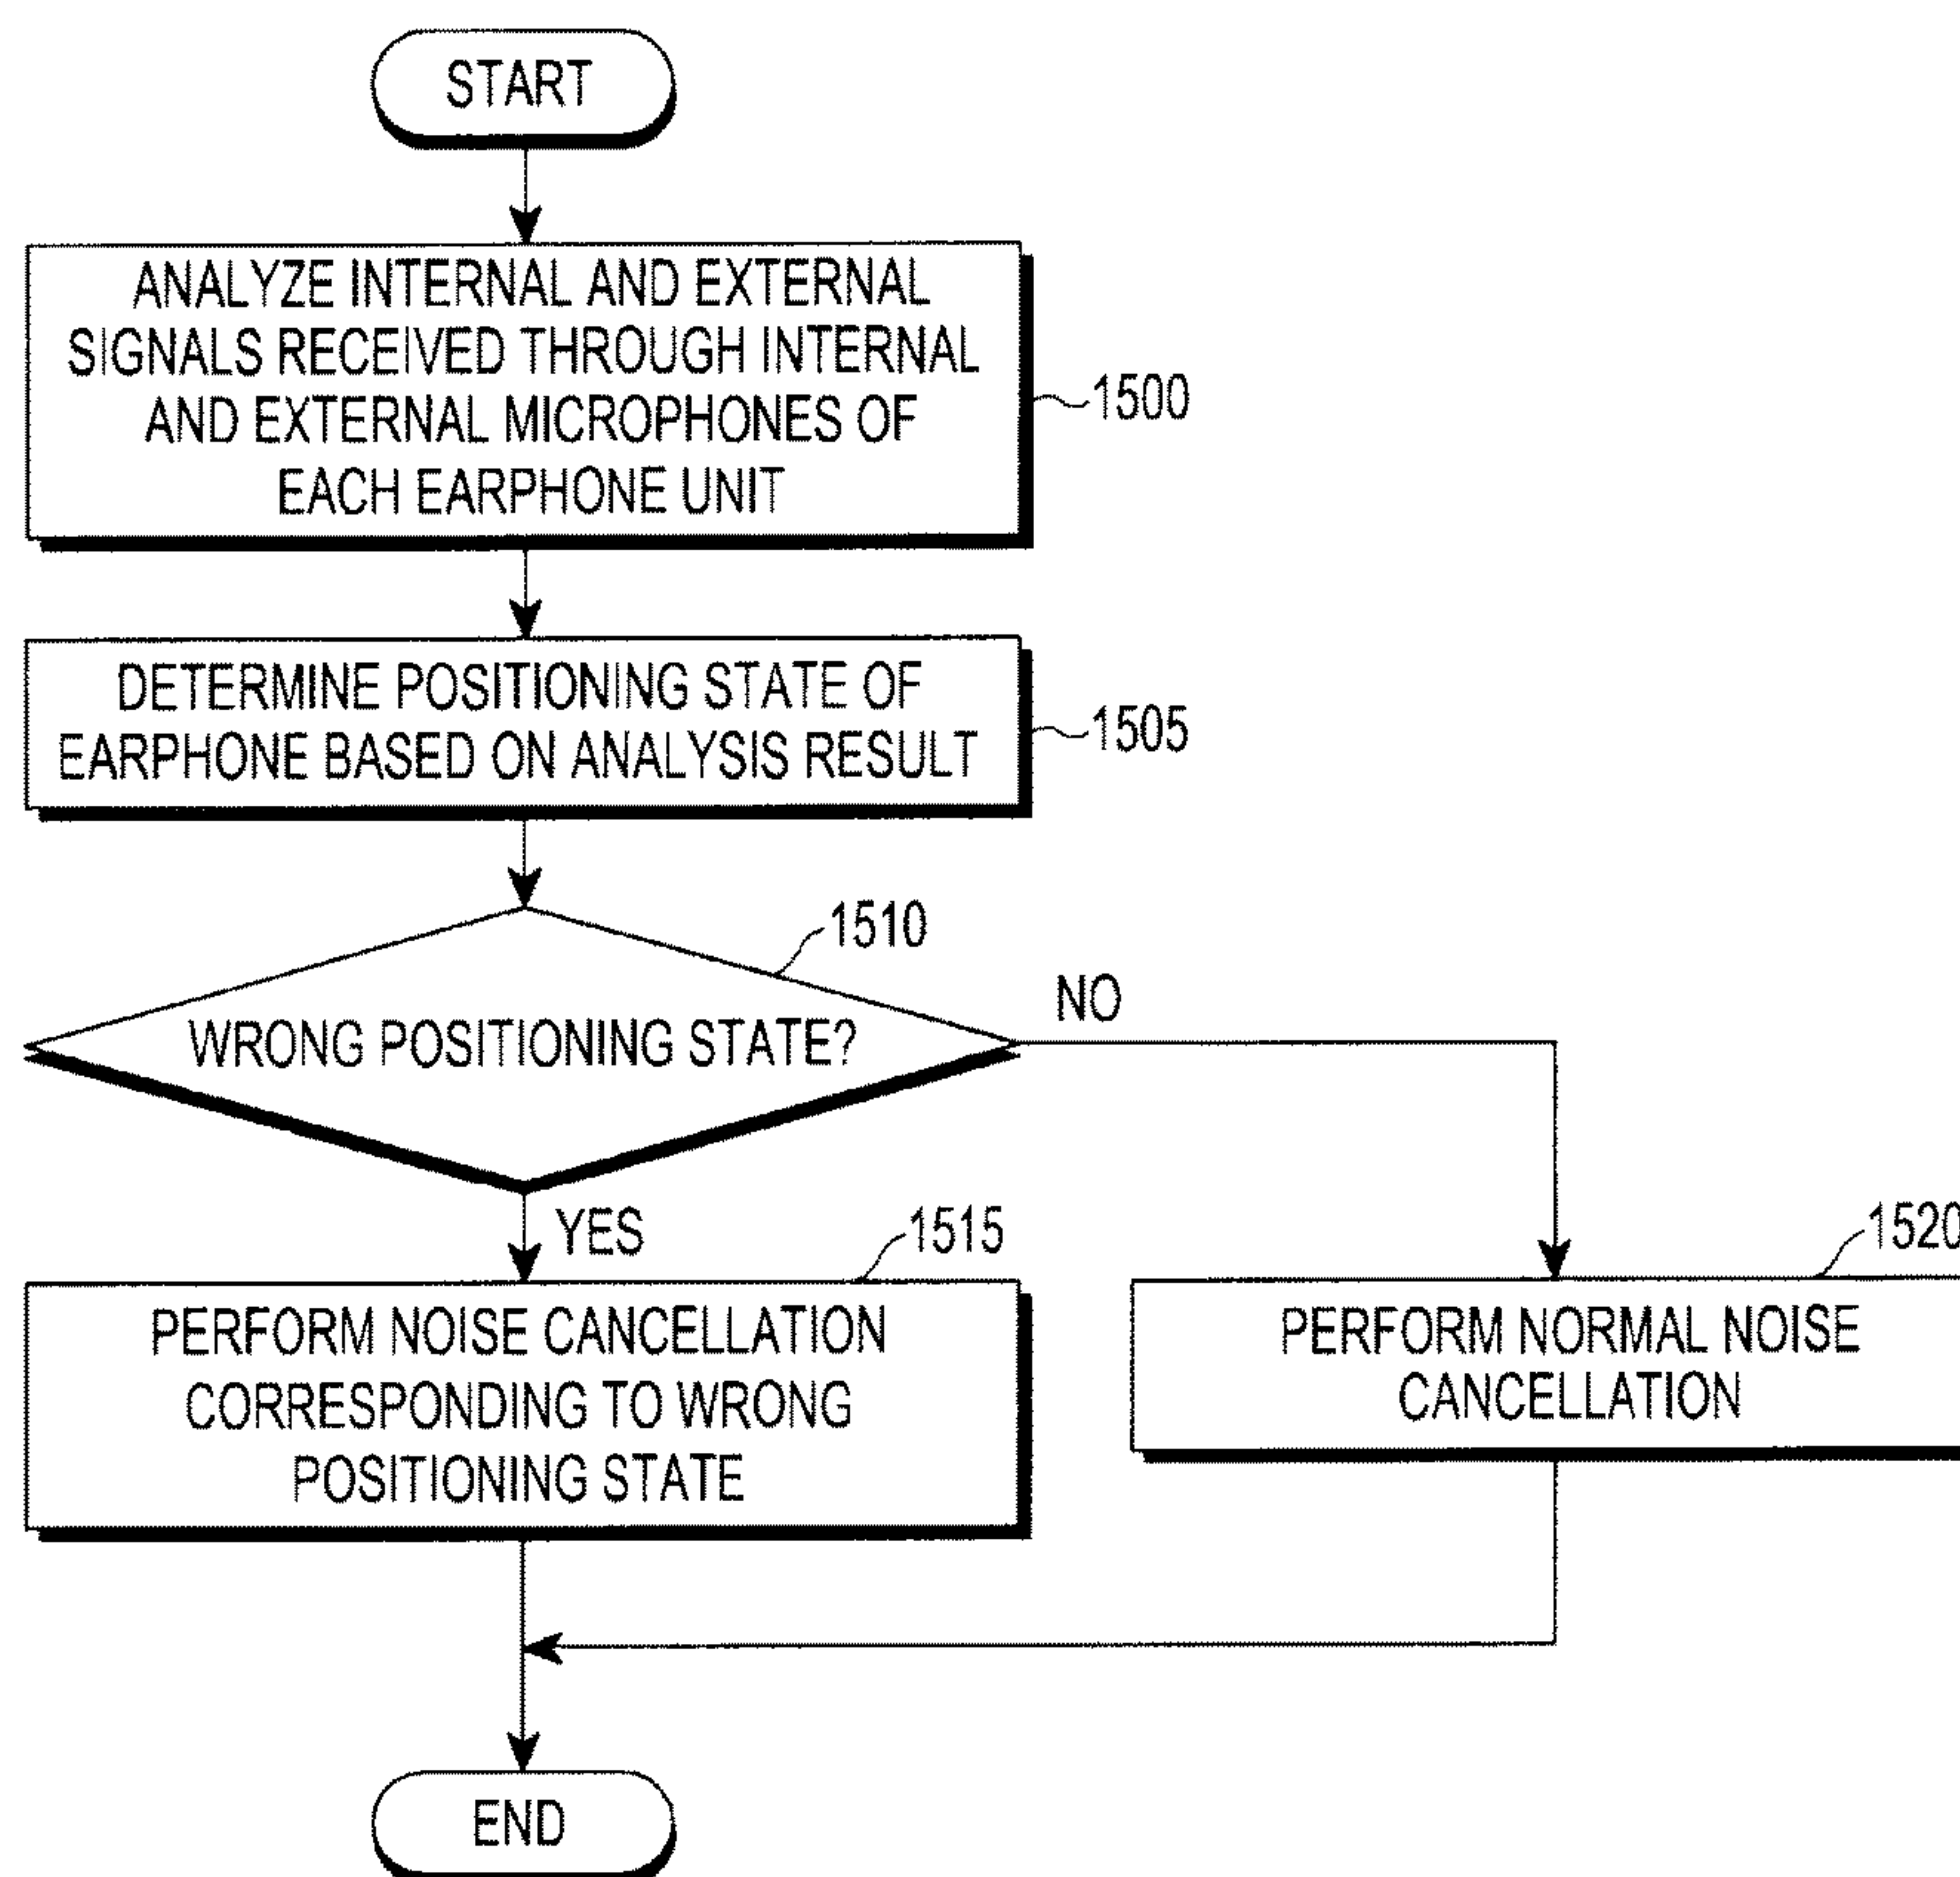 START
ANALYZE INTERNAL AND EXTERNAL
SIGNALS RECEIVED THROUGH INTERNAL
AND EXTERNAL MICROPHONES OF
EACH EARPHONE UNIT
1500
DETERMINE POSITIONING STATE OF
EARPHONE BASED ON ANALYSIS RESULT
1505
1510
WRONG POSITIONING STATE?
NO
YES
1515
PERFORM NOISE CANCELLATION
CORRESPONDING TO WRONG
POSITIONING STATE
1520
PERFORM NORMAL NOISE
CANCELLATION
END